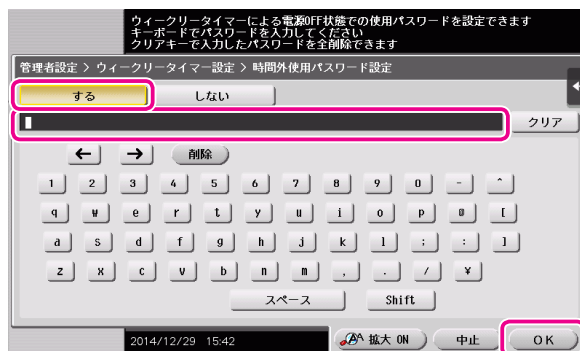 ウィークリータイマーによる電源OFF状態での使用パスワードを設定できます
キーボードでパスワードを入力してください
クリアキーで入力したパスワードを全削除できます
管理者設定 > ウィークリータイマー設定 > 時間外使用パスワード設定
する しない
クリア
← → 削除
1 2 3 4 5 6 7 8 9 0 - ^
q w e r t y u i o p @ [
a s d f g h j k l ; : ]
z x c v b n m , . / ¥
スペース Shift
2014/12/29 15:42 拡大 ON 中止 OK